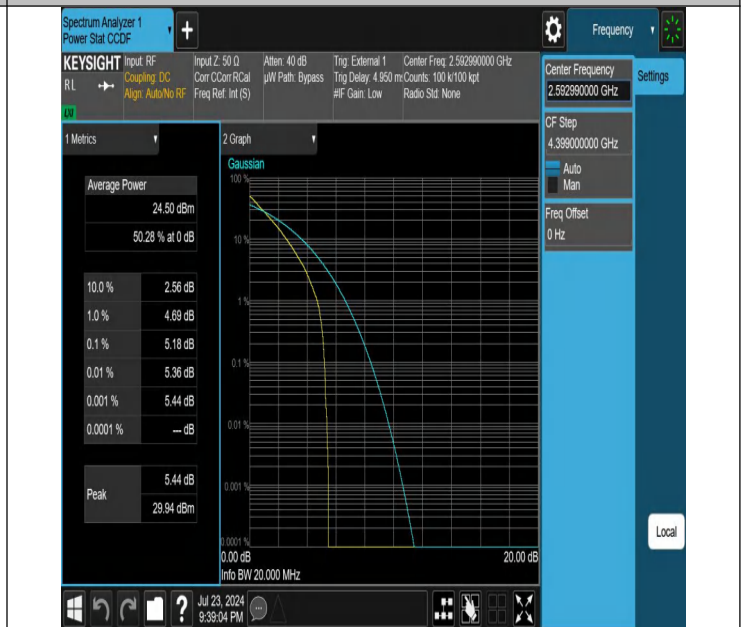 Spectrum Analyzer 1
Power Stat CCDF
+
Frequency
KEYSIGHT
RL
LXI
Input: RF
Coupling: DC
Align: Auto/No RF
Input Z: 50 Ω
Corr CCorr RCal
Freq Ref: Int (S)
Atten: 40 dB
µW Path: Bypass
Trig: External 1
Trig Delay: 4.950 ms
#IF Gain: Low
Center Freq: 2.592990000 GHz
Counts: 100 k/100 kpt
Radio Std: None
Center Frequency
2.592990000 GHz
Settings
CF Step
4.399000000 GHz
Auto
Man
Freq Offset
0 Hz
1 Metrics
Average Power
24.50 dBm
50.28 % at 0 dB
10.0 % 2.56 dB
1.0 % 4.69 dB
0.1 % 5.18 dB
0.01 % 5.36 dB
0.001 % 5.44 dB
0.0001 % --- dB
Peak
5.44 dB
29.94 dBm
2 Graph
Gaussian
100 %
10 %
1 %
0.1 %
0.01 %
0.001 %
0.0001 %
0.00 dB 20.00 dB
Info BW 20.000 MHz
Local
?
Jul 23, 2024
9:39:04 PM